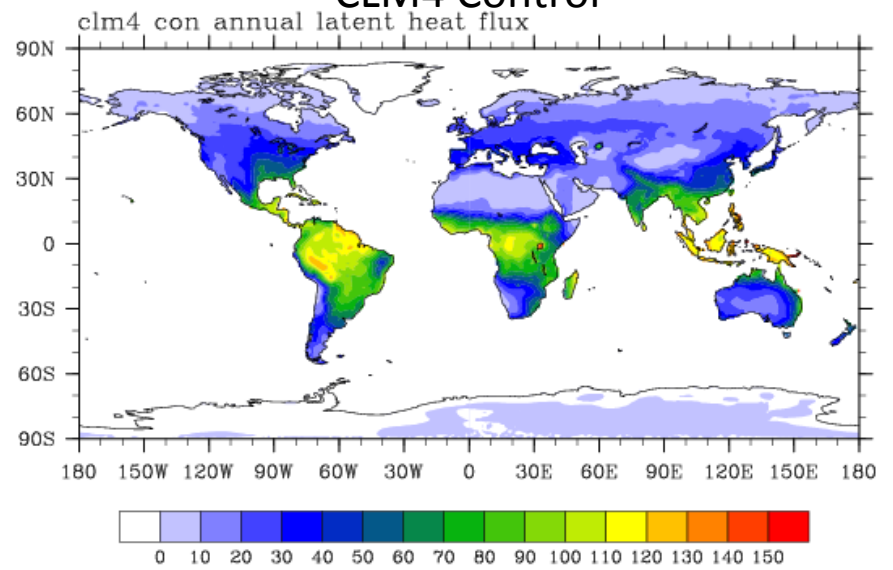 CLM4 Control
clm4 con annual latent heat flux
90N
60N
30N
0
30S
60S
90S
180 150W 120W 90W 60W 30W 0 30E 60E 90E 120E 150E 180
0 10 20 30 40 50 60 70 80 90 100 110 120 130 140 150